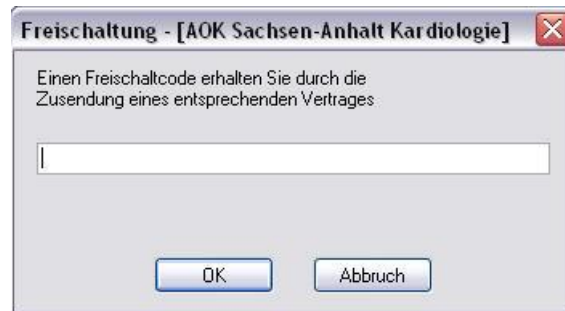 Freischaltung - [AOK Sachsen-Anhalt Kardiologie]
Einen Freischaltcode erhalten Sie durch die
Zusendung eines entsprechenden Vertrages
OK Abbruch